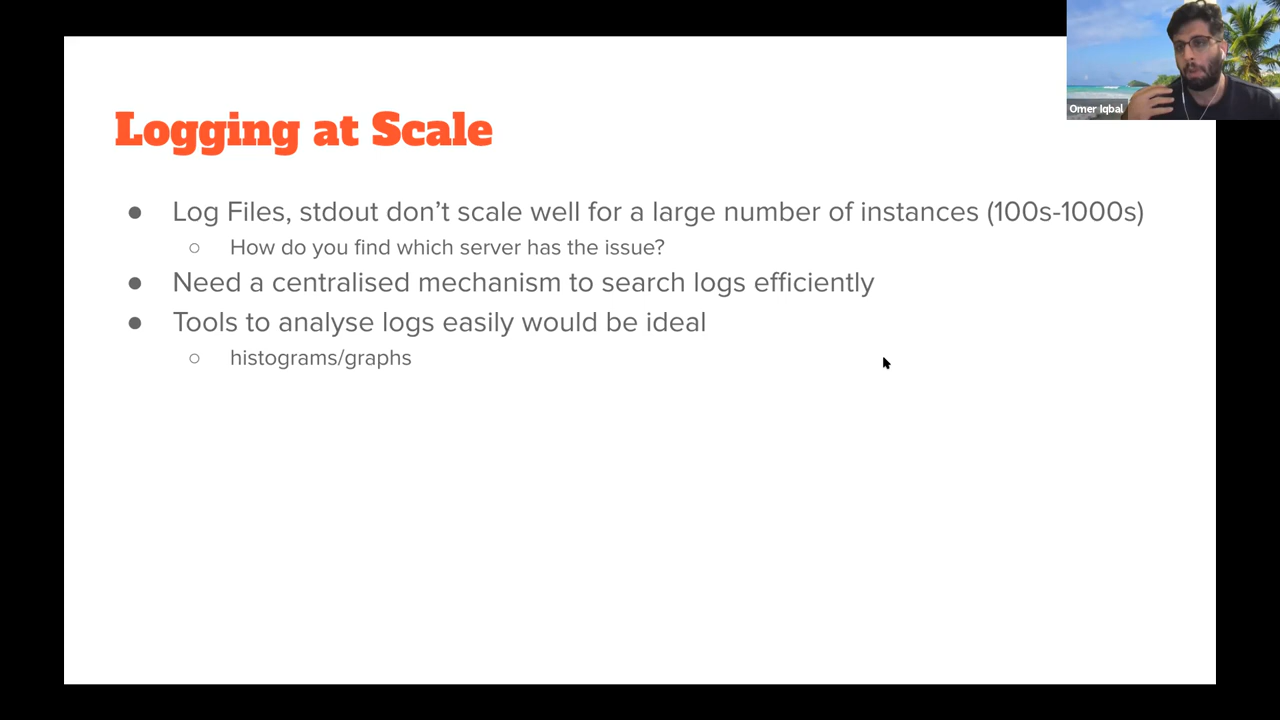 Logging at Scale
● Log Files, stdout don’t scale well for a large number of instances (100s-1000s)
○ How do you find which server has the issue?
● Need a centralised mechanism to search logs efficiently
● Tools to analyse logs easily would be ideal
○ histograms/graphs
Omer Iqbal